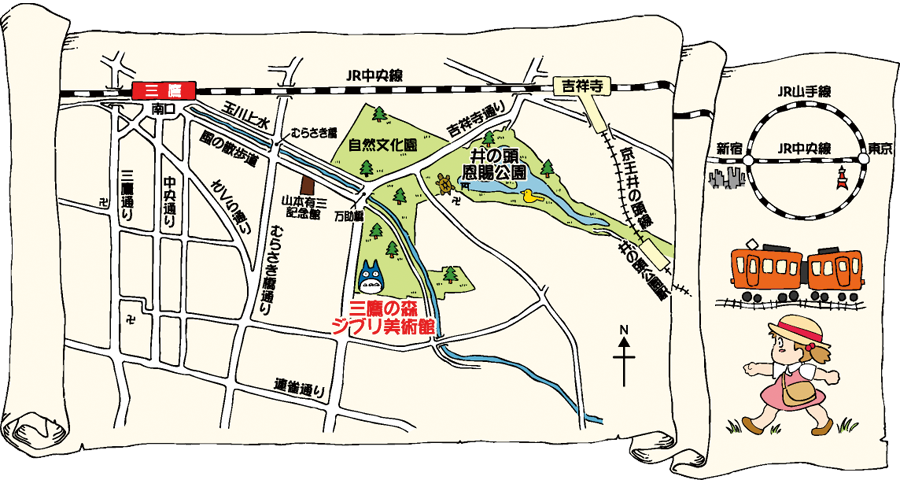 JR中央線
三鷹
南口
吉祥寺
玉川上水
風の散歩道
むらさき橋
自然文化園
吉祥寺通り
井の頭
恩賜公園
京王井の頭線
井の頭公園駅
三鷹通り
中央通り
むらさき橋通り
山本有三
記念館
万助橋
三鷹の森
ジブリ美術館
連雀通り
N
JR山手線
新宿
JR中央線
東京